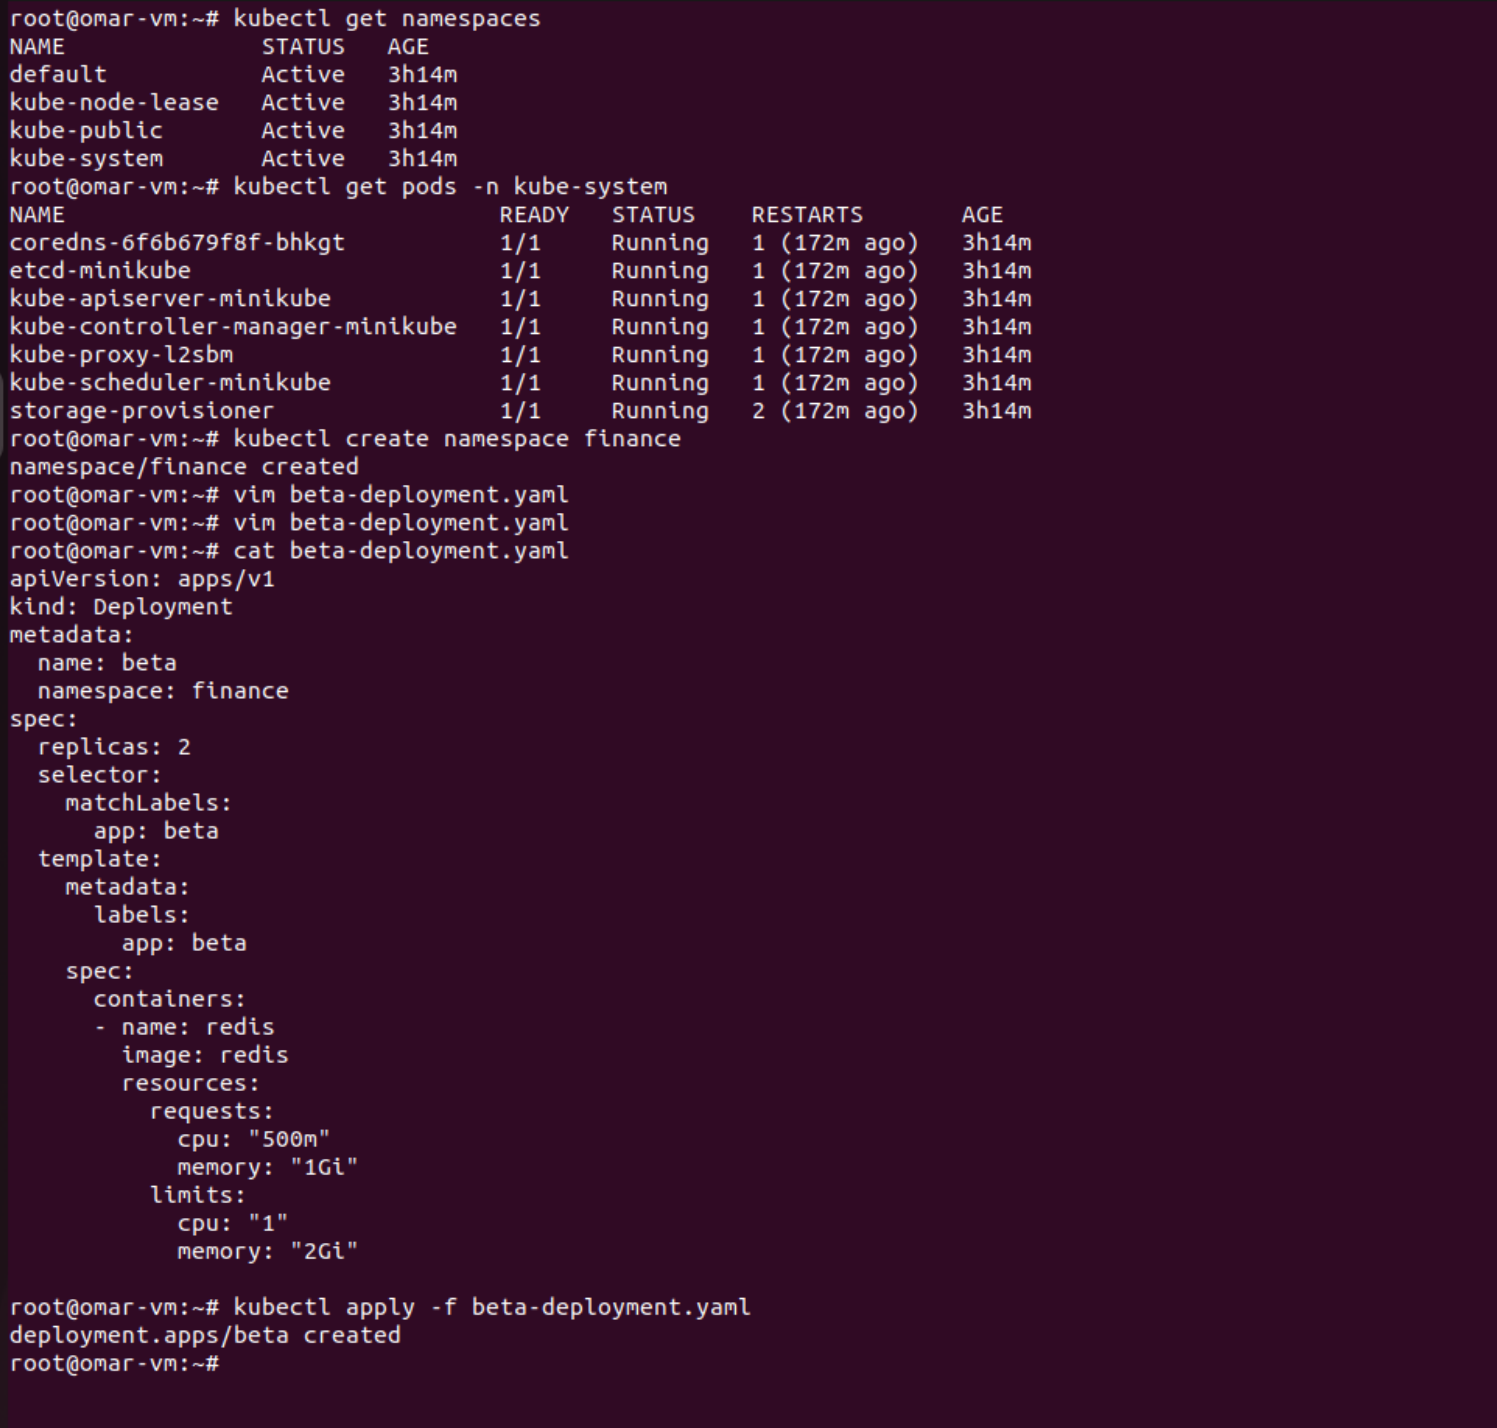 root@omar-vm:~# kubectl get namespaces
NAME              STATUS   AGE
default           Active   3h14m
kube-node-lease   Active   3h14m
kube-public       Active   3h14m
kube-system       Active   3h14m
root@omar-vm:~# kubectl get pods -n kube-system
NAME                               READY   STATUS    RESTARTS       AGE
coredns-6f6b679f8f-bhkgt           1/1     Running   1 (172m ago)   3h14m
etcd-minikube                      1/1     Running   1 (172m ago)   3h14m
kube-apiserver-minikube            1/1     Running   1 (172m ago)   3h14m
kube-controller-manager-minikube   1/1     Running   1 (172m ago)   3h14m
kube-proxy-l2sbm                   1/1     Running   1 (172m ago)   3h14m
kube-scheduler-minikube            1/1     Running   1 (172m ago)   3h14m
storage-provisioner                1/1     Running   2 (172m ago)   3h14m
root@omar-vm:~# kubectl create namespace finance
namespace/finance created
root@omar-vm:~# vim beta-deployment.yaml
root@omar-vm:~# vim beta-deployment.yaml
root@omar-vm:~# cat beta-deployment.yaml
apiVersion: apps/v1
kind: Deployment
metadata:
  name: beta
  namespace: finance
spec:
  replicas: 2
  selector:
    matchLabels:
      app: beta
  template:
    metadata:
      labels:
        app: beta
    spec:
      containers:
      - name: redis
        image: redis
        resources:
          requests:
            cpu: "500m"
            memory: "1Gi"
          limits:
            cpu: "1"
            memory: "2Gi"

root@omar-vm:~# kubectl apply -f beta-deployment.yaml
deployment.apps/beta created
root@omar-vm:~#